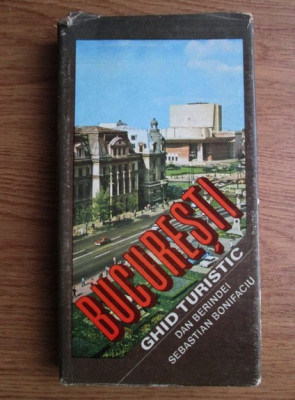 BUCUREȘTI
GHID TURISTIC
DAN BERINDEI
SEBASTIAN BONIFACIU